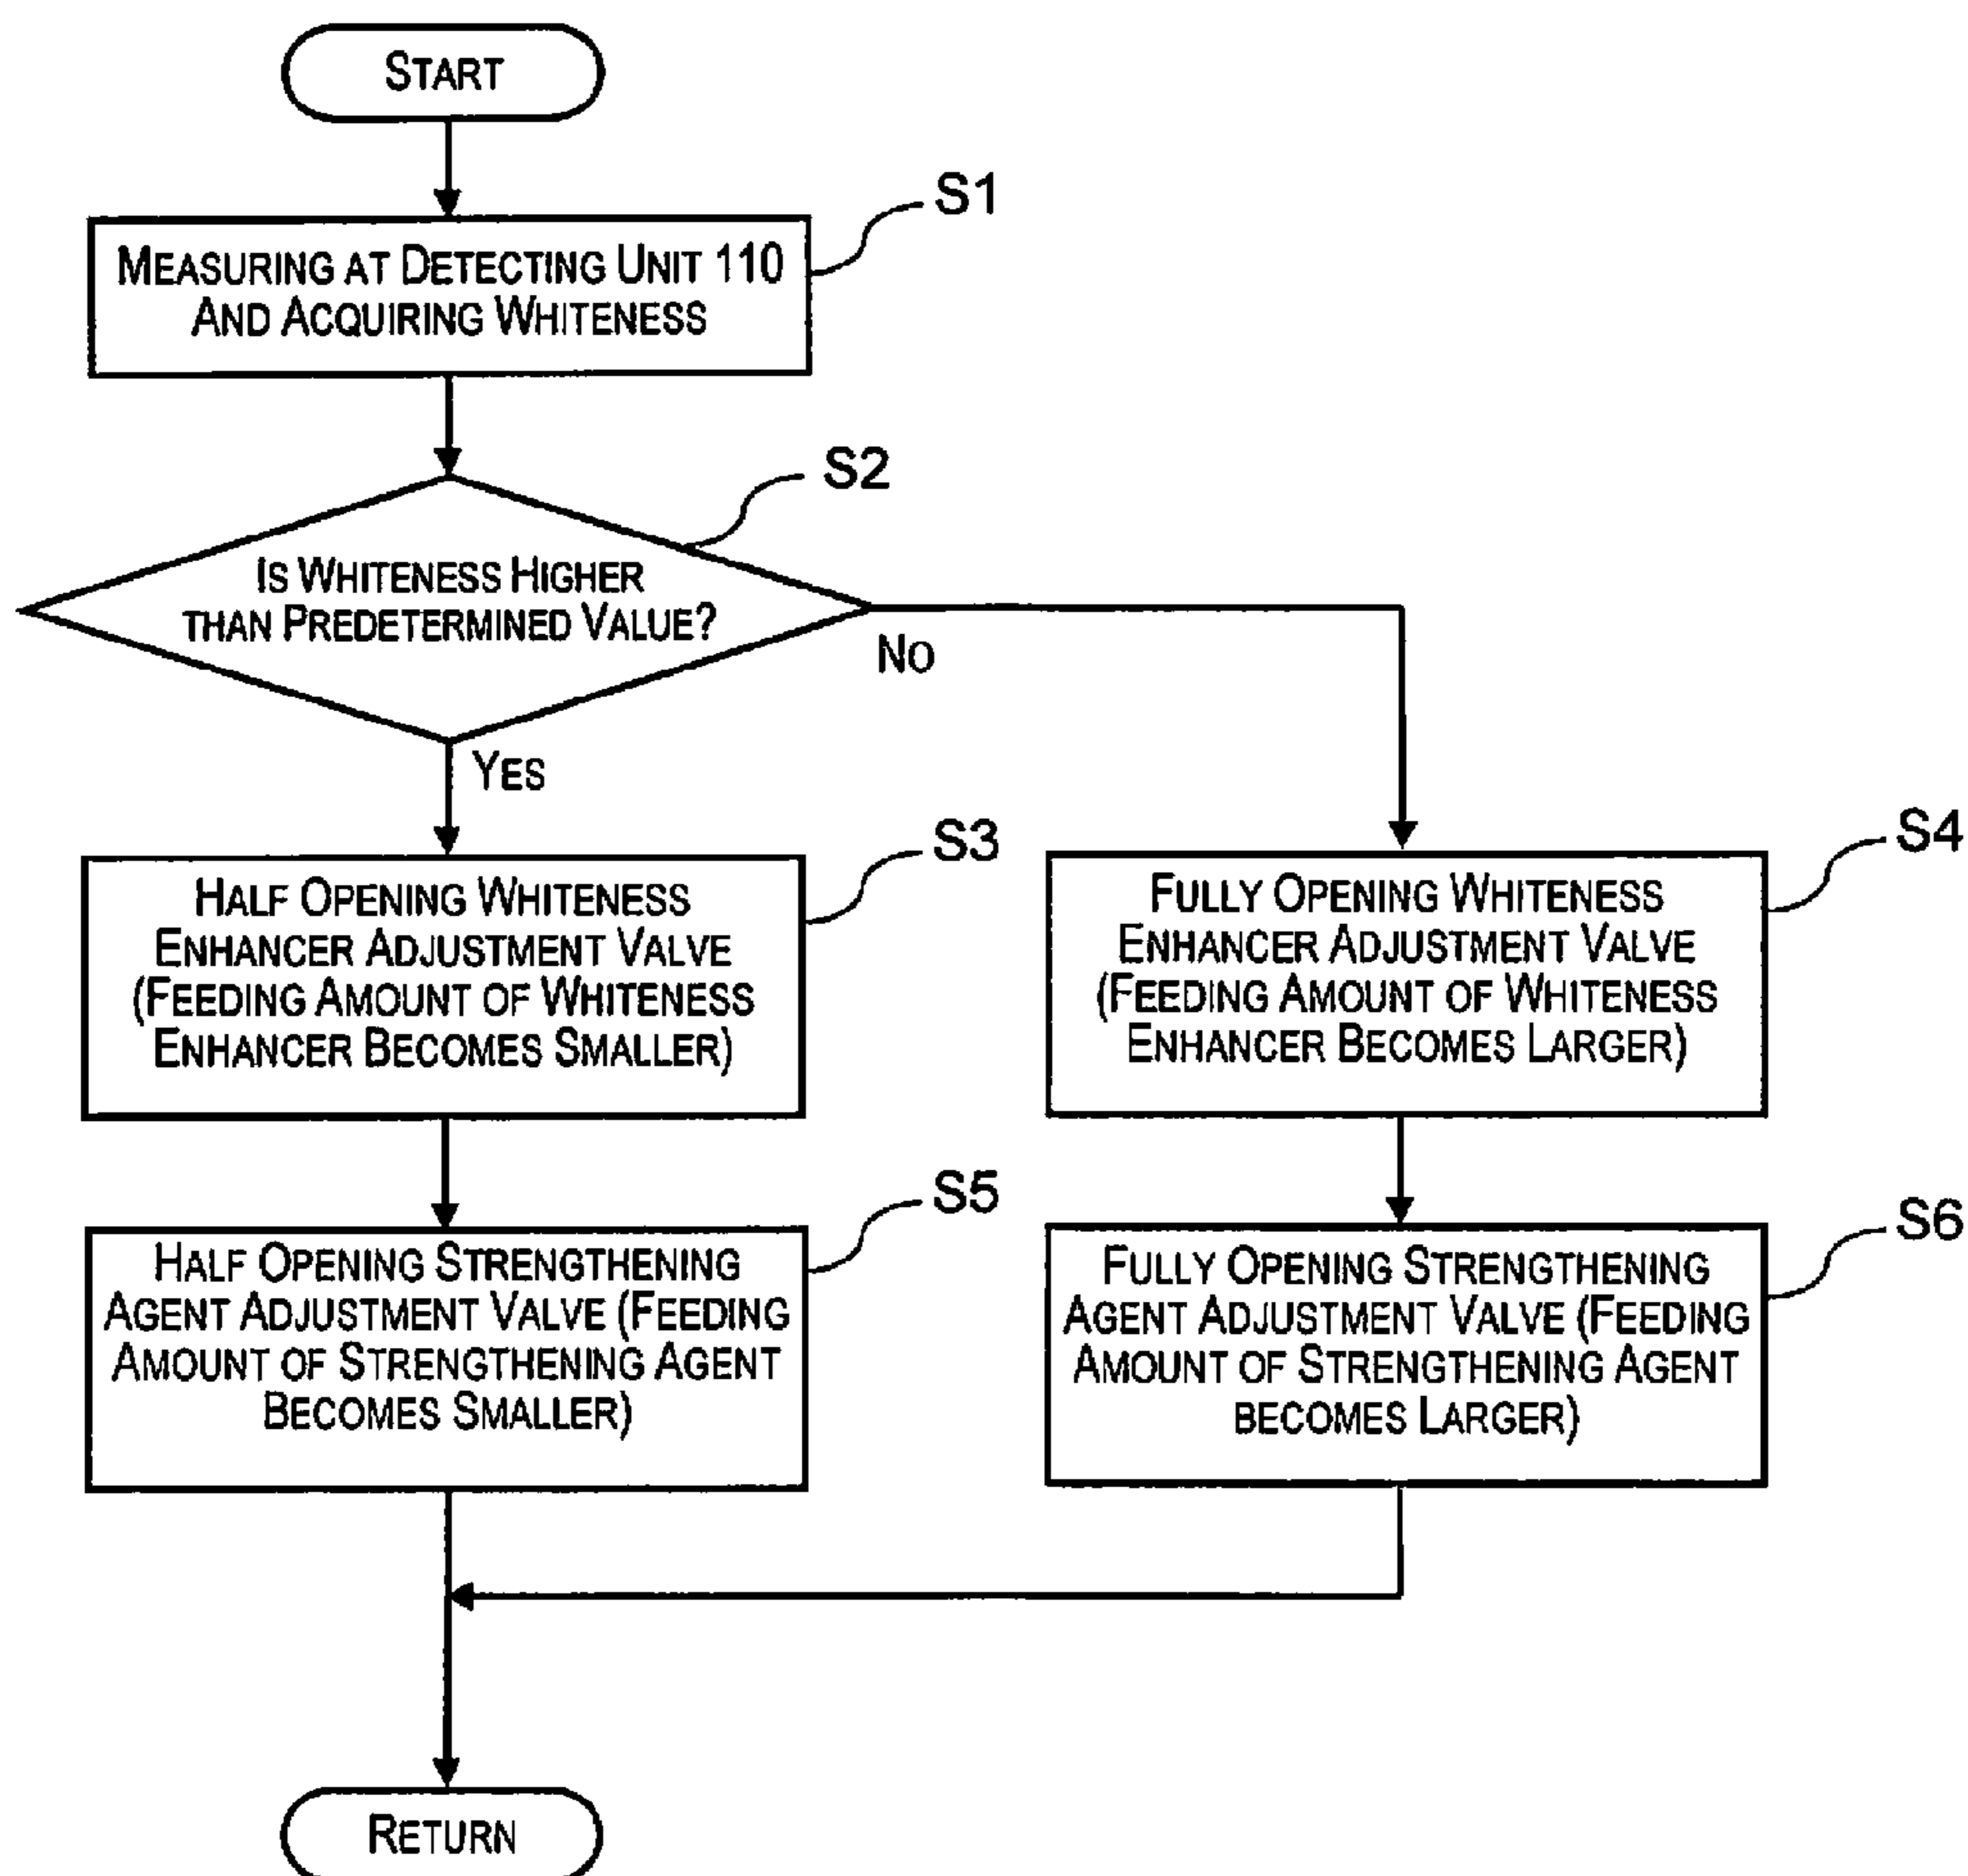 START
S1
MEASURING AT DETECTING UNIT 110
AND ACQUIRING WHITENESS
S2
IS WHITENESS HIGHER
THAN PREDETERMINED VALUE?
NO
YES
S3
HALF OPENING WHITENESS
ENHANCER ADJUSTMENT VALVE
(FEEDING AMOUNT OF WHITENESS
ENHANCER BECOMES SMALLER)
S4
FULLY OPENING WHITENESS
ENHANCER ADJUSTMENT VALVE
(FEEDING AMOUNT OF WHITENESS
ENHANCER BECOMES LARGER)
S5
HALF OPENING STRENGTHENING
AGENT ADJUSTMENT VALVE (FEEDING
AMOUNT OF STRENGTHENING AGENT
BECOMES SMALLER)
S6
FULLY OPENING STRENGTHENING
AGENT ADJUSTMENT VALVE (FEEDING
AMOUNT OF STRENGTHENING AGENT
BECOMES LARGER)
RETURN